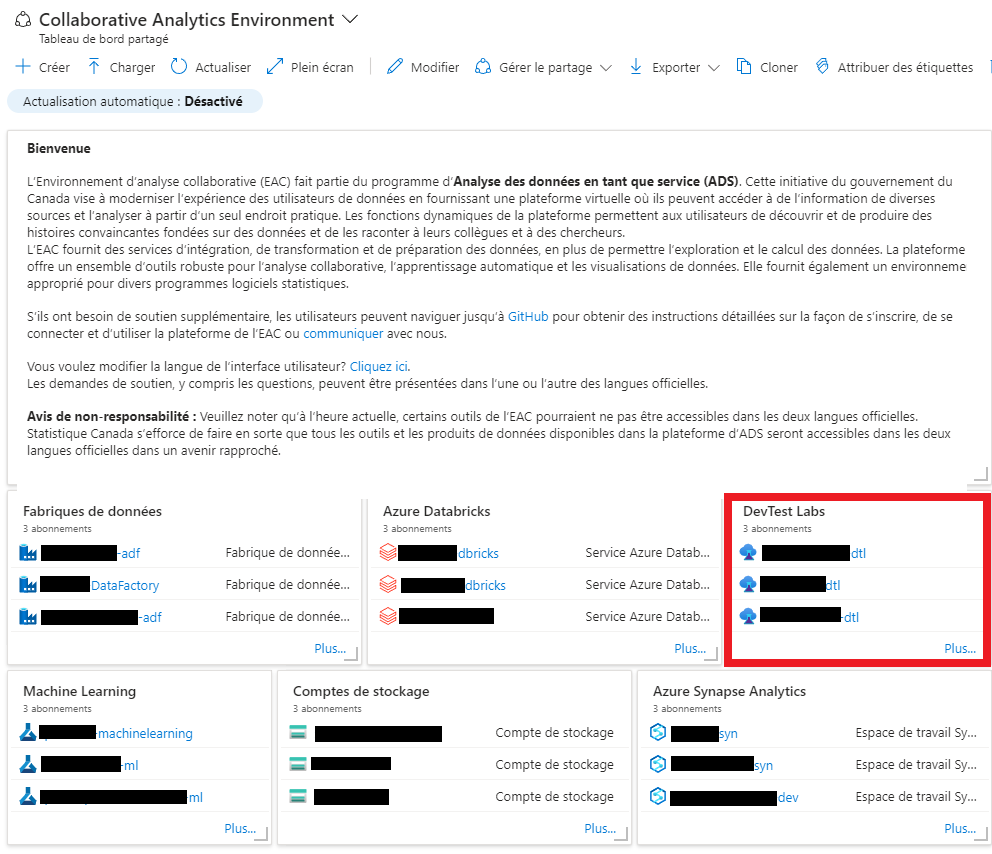 Collaborative Analytics Environment
Tableau de bord partagé
Créer Charger Actualiser Plein écran Modifier Gérer le partage Exporter Cloner Attribuer des étiquettes
Actualisation automatique : Désactivé
Bienvenue
L'Environnement d'analyse collaborative (EAC) fait partie du programme d'Analyse des données en tant que service (ADS). Cette initiative du gouvernement du
Canada vise à moderniser l'expérience des utilisateurs de données en fournissant une plateforme virtuelle où ils peuvent accéder à de l'information de diverses
sources et l'analyser à partir d'un seul endroit pratique. Les fonctions dynamiques de la plateforme permettent aux utilisateurs de découvrir et de produire des
histoires convaincantes fondées sur des données et de les raconter à leurs collègues et à des chercheurs.
L'EAC fournit des services d'intégration, de transformation et de préparation des données, en plus de permettre l'exploration et le calcul des données. La plateforme
offre un ensemble d'outils robuste pour l'analyse collaborative, l'apprentissage automatique et les visualisations de données. Elle fournit également un environneme
approprié pour divers programmes logiciels statistiques.
S'ils ont besoin de soutien supplémentaire, les utilisateurs peuvent naviguer jusqu'à GitHub pour obtenir des instructions détaillées sur la façon de s'inscrire, de se
connecter et d'utiliser la plateforme de l'EAC ou communiquer avec nous.
Vous voulez modifier la langue de l'interface utilisateur? Cliquez ici.
Les demandes de soutien, y compris les questions, peuvent être présentées dans l'une ou l'autre des langues officielles.
Avis de non-responsabilité : Veuillez noter qu'à l'heure actuelle, certains outils de l'EAC pourraient ne pas être accessibles dans les deux langues officielles.
Statistique Canada s'efforce de faire en sorte que tous les outils et les produits de données disponibles dans la plateforme d'ADS seront accessibles dans les deux
langues officielles dans un avenir rapproché.
Fabriques de données
3 abonnements
-adf Fabrique de donnée...
DataFactory Fabrique de donnée...
-adf Fabrique de donnée...
Plus...
Azure Databricks
3 abonnements
dbricks Service Azure Datab...
dbricks Service Azure Datab...
Service Azure Datab...
Plus...
DevTest Labs
3 abonnements
dtl
dtl
-dtl
Plus...
Machine Learning
3 abonnements
-machinelearning
-ml
ml
Plus...
Comptes de stockage
3 abonnements
Compte de stockage
Compte de stockage
Compte de stockage
Plus...
Azure Synapse Analytics
3 abonnements
syn Espace de travail Sy...
syn Espace de travail Sy...
dev Espace de travail Sy...
Plus...